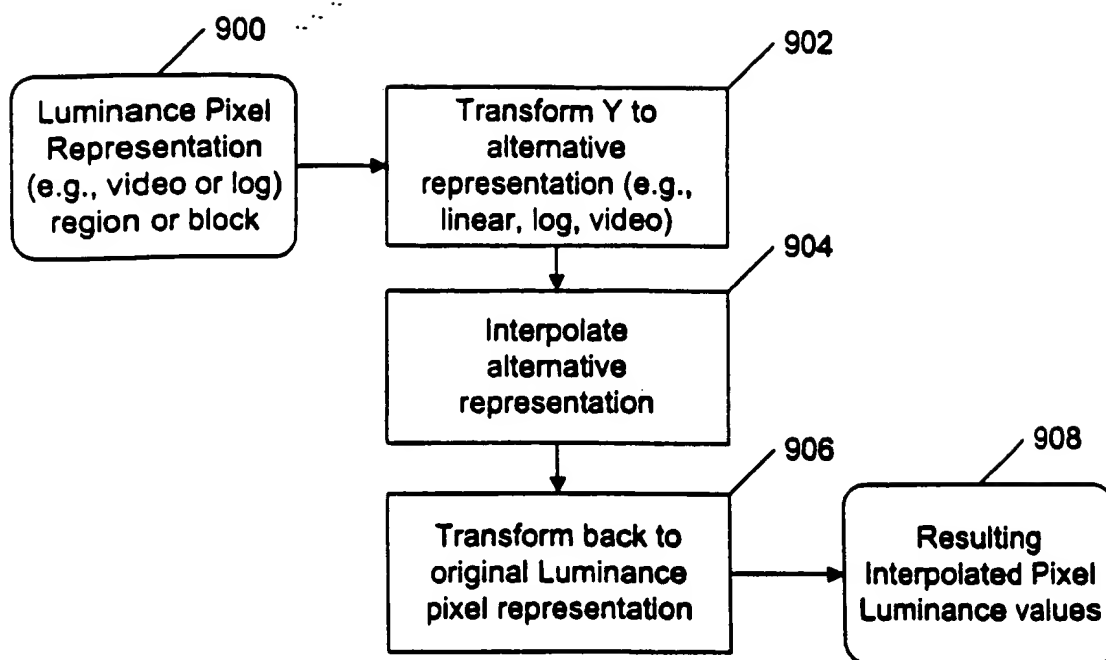 900
Luminance Pixel
Representation
(e.g., video or log)
region or block
902
Transform Y to
alternative
representation (e.g.,
linear, log, video)
904
Interpolate
alternative
representation
906
Transform back to
original Luminance
pixel representation
908
Resulting
Interpolated Pixel
Luminance values